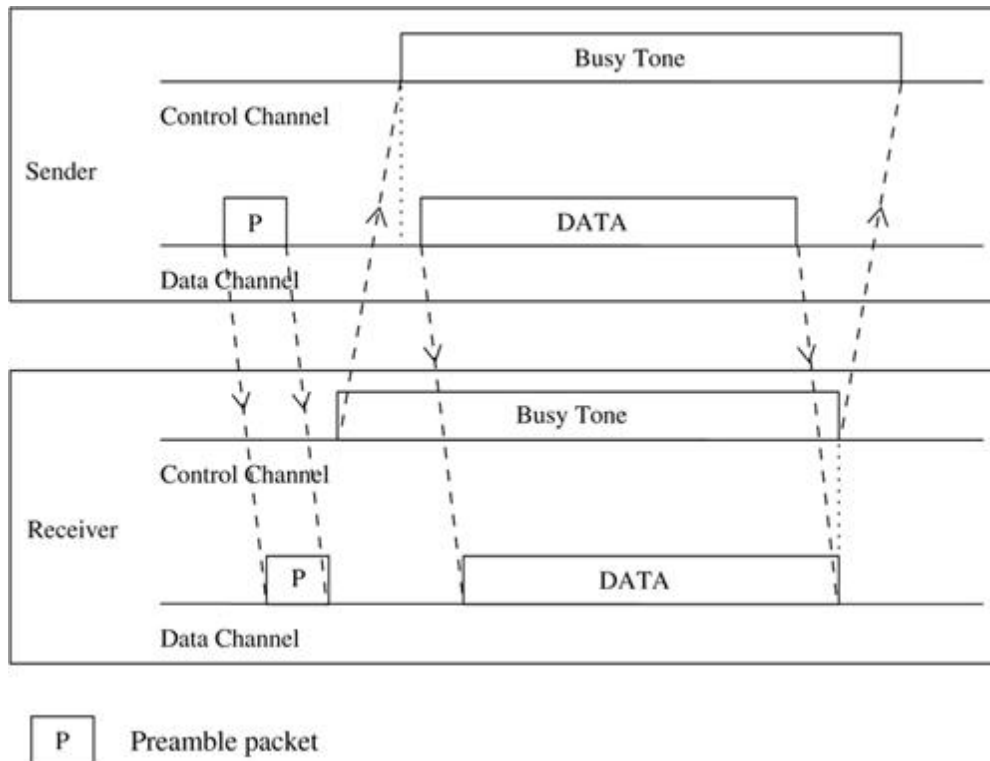 Busy Tone
Control Channel
Sender
P
DATA
Data Channel
Busy Tone
Control Channel
Receiver
P
DATA
Data Channel
P Preamble packet